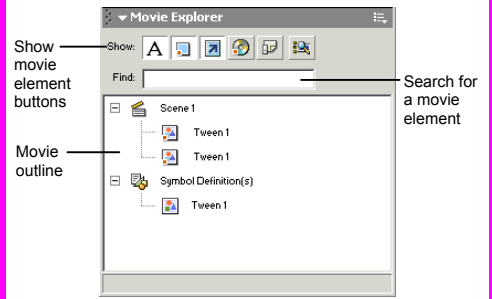 Movie Explorer
Show
movie
element
buttons
Show:
A
Find:
Search for
a movie
element
Scene 1
Tween 1
Tween 1
Movie
outline
Symbol Definition(s)
Tween 1